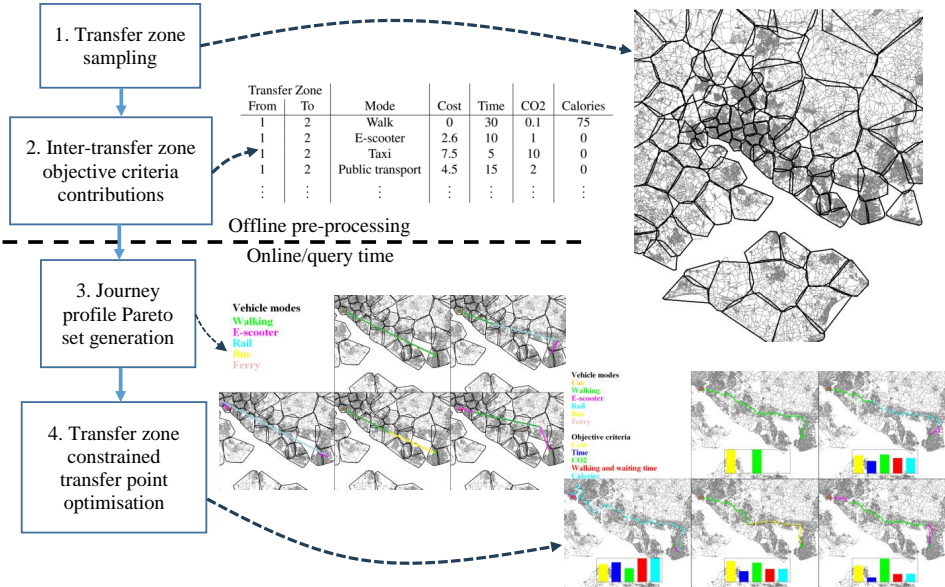 1. Transfer zone
sampling
Transfer Zone
From To Mode Cost Time CO2 Calories
1 2 Walk 0 30 0.1 75
1 2 E-scooter 2.6 10 1 0
1 2 Taxi 7.5 5 10 0
1 2 Public transport 4.5 15 2 0
⋮ ⋮ ⋮ ⋮ ⋮ ⋮ ⋮
2. Inter-transfer zone
objective criteria
contributions
Offline pre-processing
Online/query time
3. Journey
profile Pareto
set generation
Vehicle modes
Walking
E-scooter
Rail
Bus
Ferry
4. Transfer zone
constrained
transfer point
optimisation
Vehicle modes
Car
Walking
E-scooter
Rail
Bus
Ferry
Objective criteria
Cost
Time
CO2
Walking and waiting time
Calories